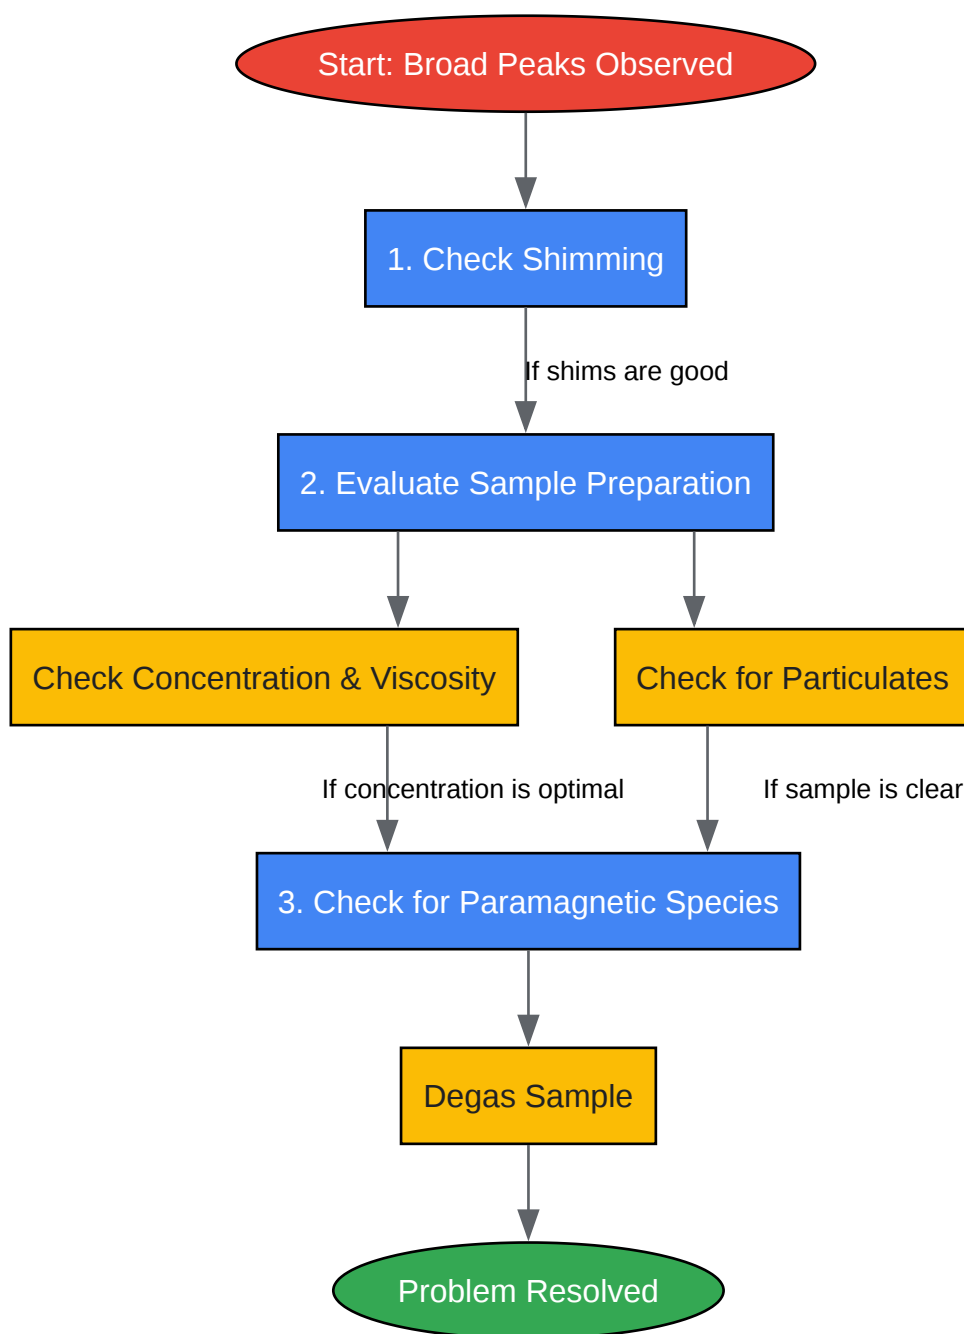 Start: Broad Peaks Observed
1. Check Shimming
If shims are good
2. Evaluate Sample Preparation
Check Concentration & Viscosity
Check for Particulates
If concentration is optimal
If sample is clear
3. Check for Paramagnetic Species
Degas Sample
Problem Resolved